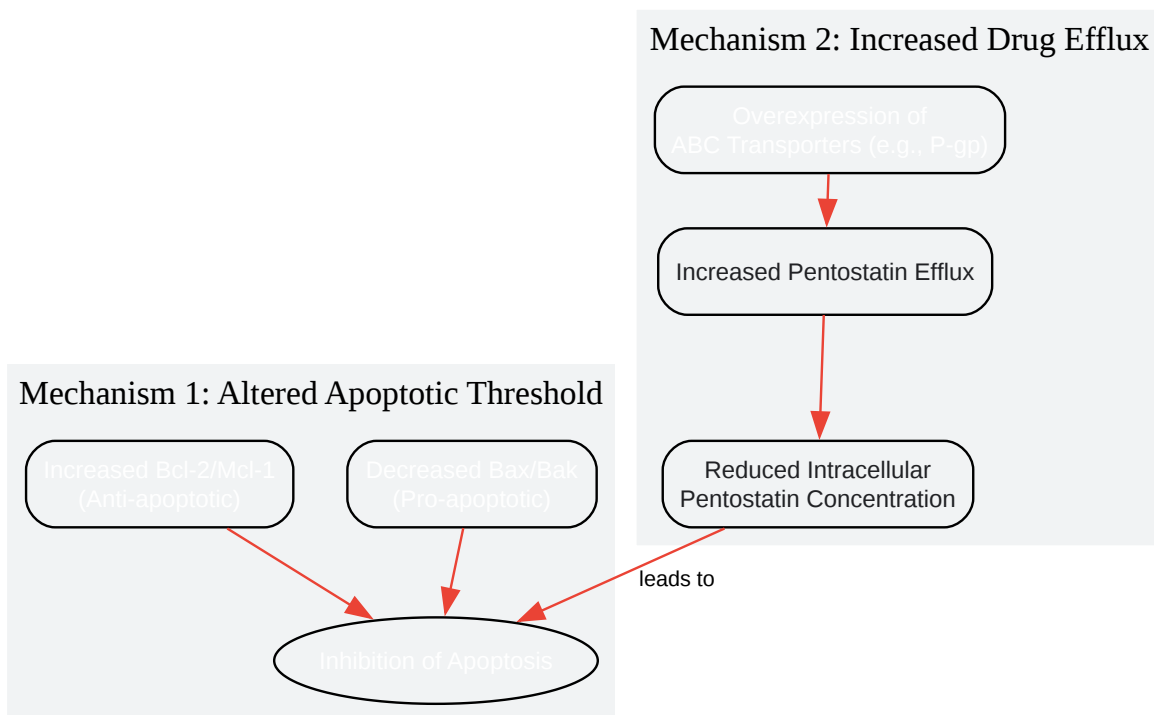 Mechanism 2: Increased Drug Efflux
Overexpression of
ABC Transporters (e.g., P-gp)
Increased Pentostatin Efflux
Mechanism 1: Altered Apoptotic Threshold
Increased Bcl-2/Mcl-1
(Anti-apoptotic)
Decreased Bax/Bak
(Pro-apoptotic)
Reduced Intracellular
Pentostatin Concentration
leads to
Inhibition of Apoptosis